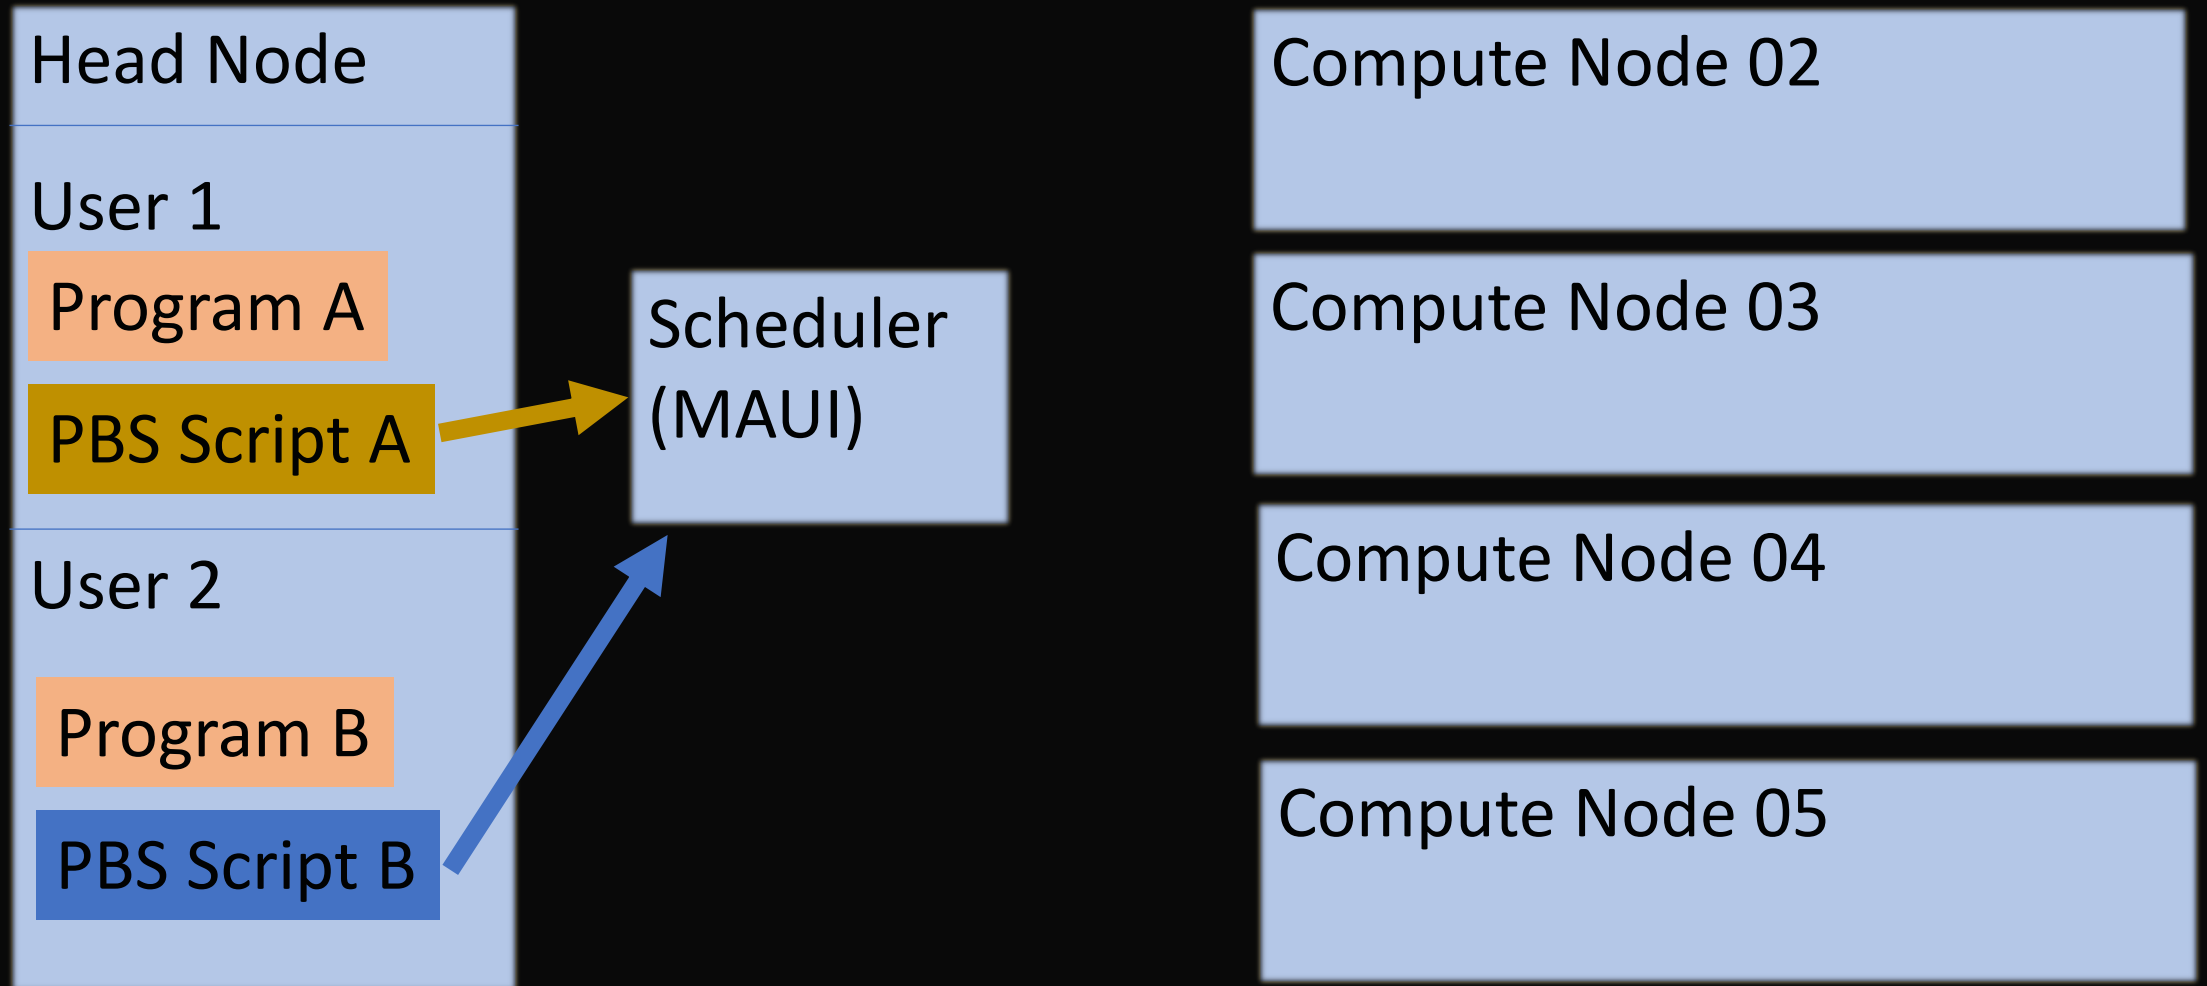 Head Node
User 1
Program A
PBS Script A
User 2
Program B
PBS Script B
Scheduler
(MAUI)
Compute Node 02
Compute Node 03
Compute Node 04
Compute Node 05